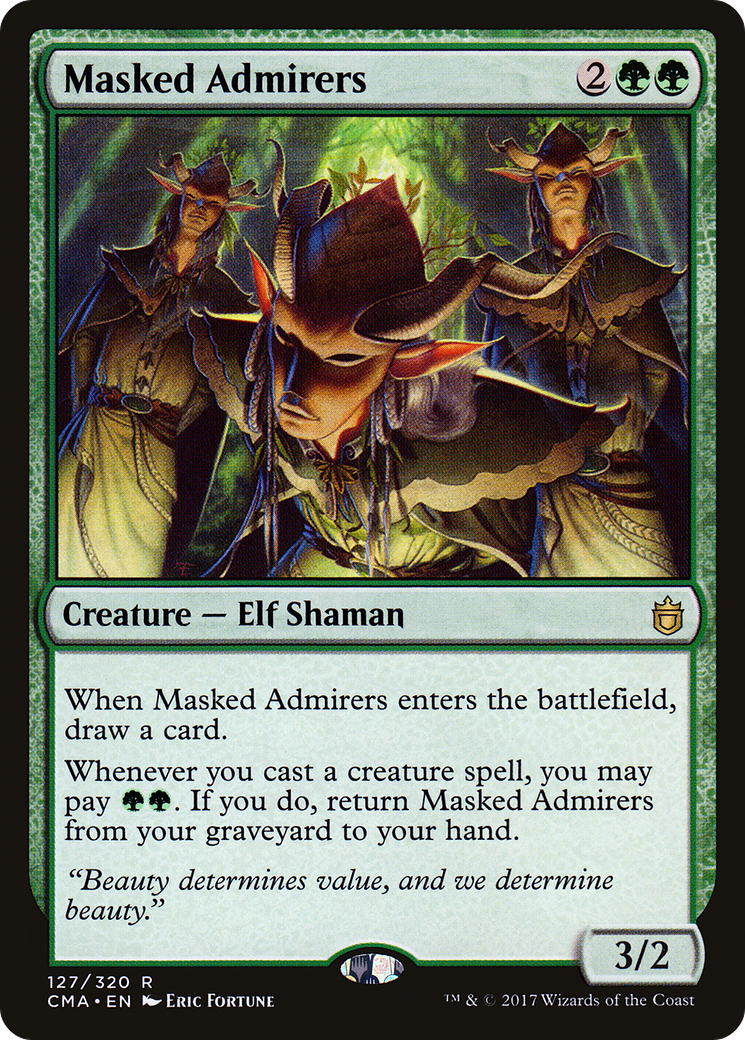 Masked Admirers 2
Creature — Elf Shaman
When Masked Admirers enters the battlefield,
draw a card.
Whenever you cast a creature spell, you may
pay . If you do, return Masked Admirers
from your graveyard to your hand.
“Beauty determines value, and we determine
beauty.”
3/2
127/320 R
CMA • EN Eric Fortune
™ & © 2017 Wizards of the Coast